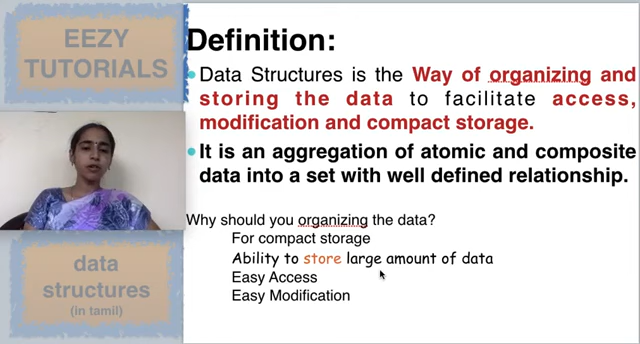 EEZY
TUTORIALS
Definition:
Data Structures is the Way of organizing and
storing the data to facilitate access,
modification and compact storage.
It is an aggregation of atomic and composite
data into a set with well defined relationship.
Why should you organizing the data?
For compact storage
Ability to store large amount of data
Easy Access
Easy Modification
data
structures
(in tamil)